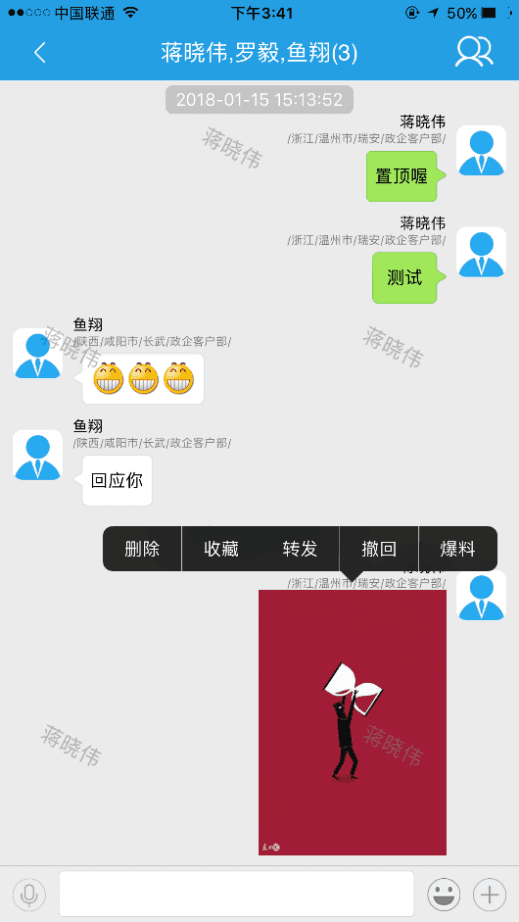 中国联通
下午3:41
50%
蒋晓伟,罗毅,鱼翔(3)
2018-01-15 15:13:52
蒋晓伟
蒋晓伟
/浙江/温州市/瑞安/政企客户部/
置顶喔
蒋晓伟
/浙江/温州市/瑞安/政企客户部/
测试
鱼翔
/陕西/咸阳市/长武/政企客户部/
蒋晓伟
蒋晓伟
鱼翔
/陕西/咸阳市/长武/政企客户部/
回应你
删除
收藏
转发
撤回
爆料
/浙江/温州市/瑞安/政企客户部/
蒋晓伟
蒋晓伟